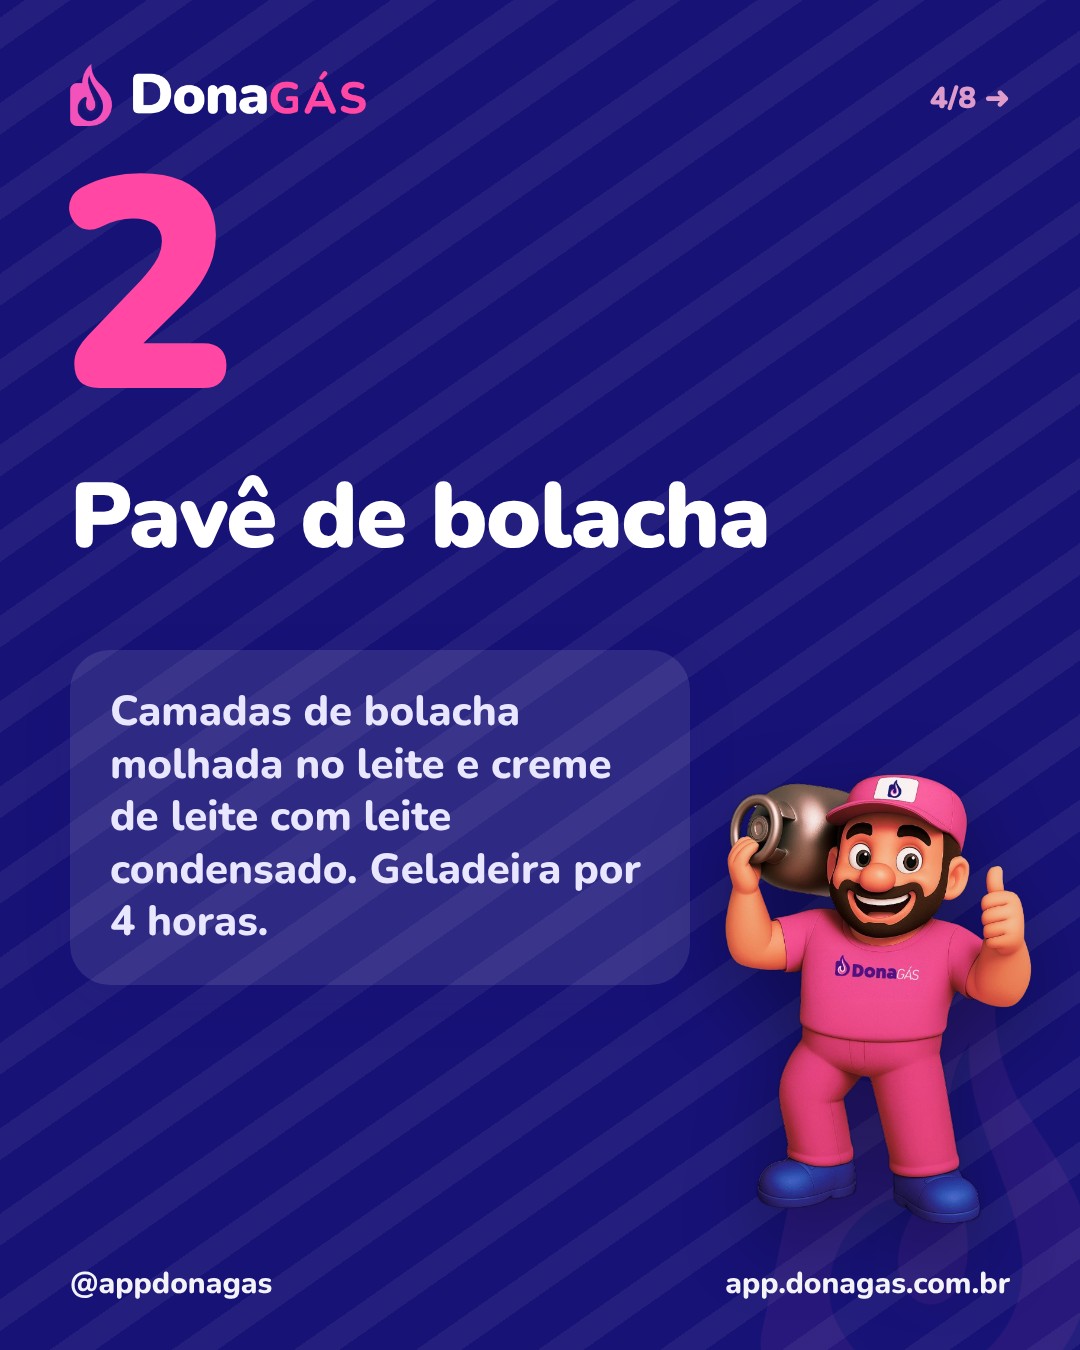 DonaGÁS
4/8 →
2
Pavê de bolacha
Camadas de bolacha
molhada no leite e creme
de leite com leite
condensado. Geladeira por
4 horas.
DonaGÁS
@appdonagas
app.donagas.com.br